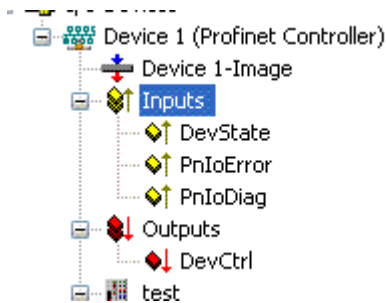 Device 1 (Profinet Controller)
Device 1-Image
Inputs
DevState
PnIoError
PnIoDiag
Outputs
DevCtrl
test